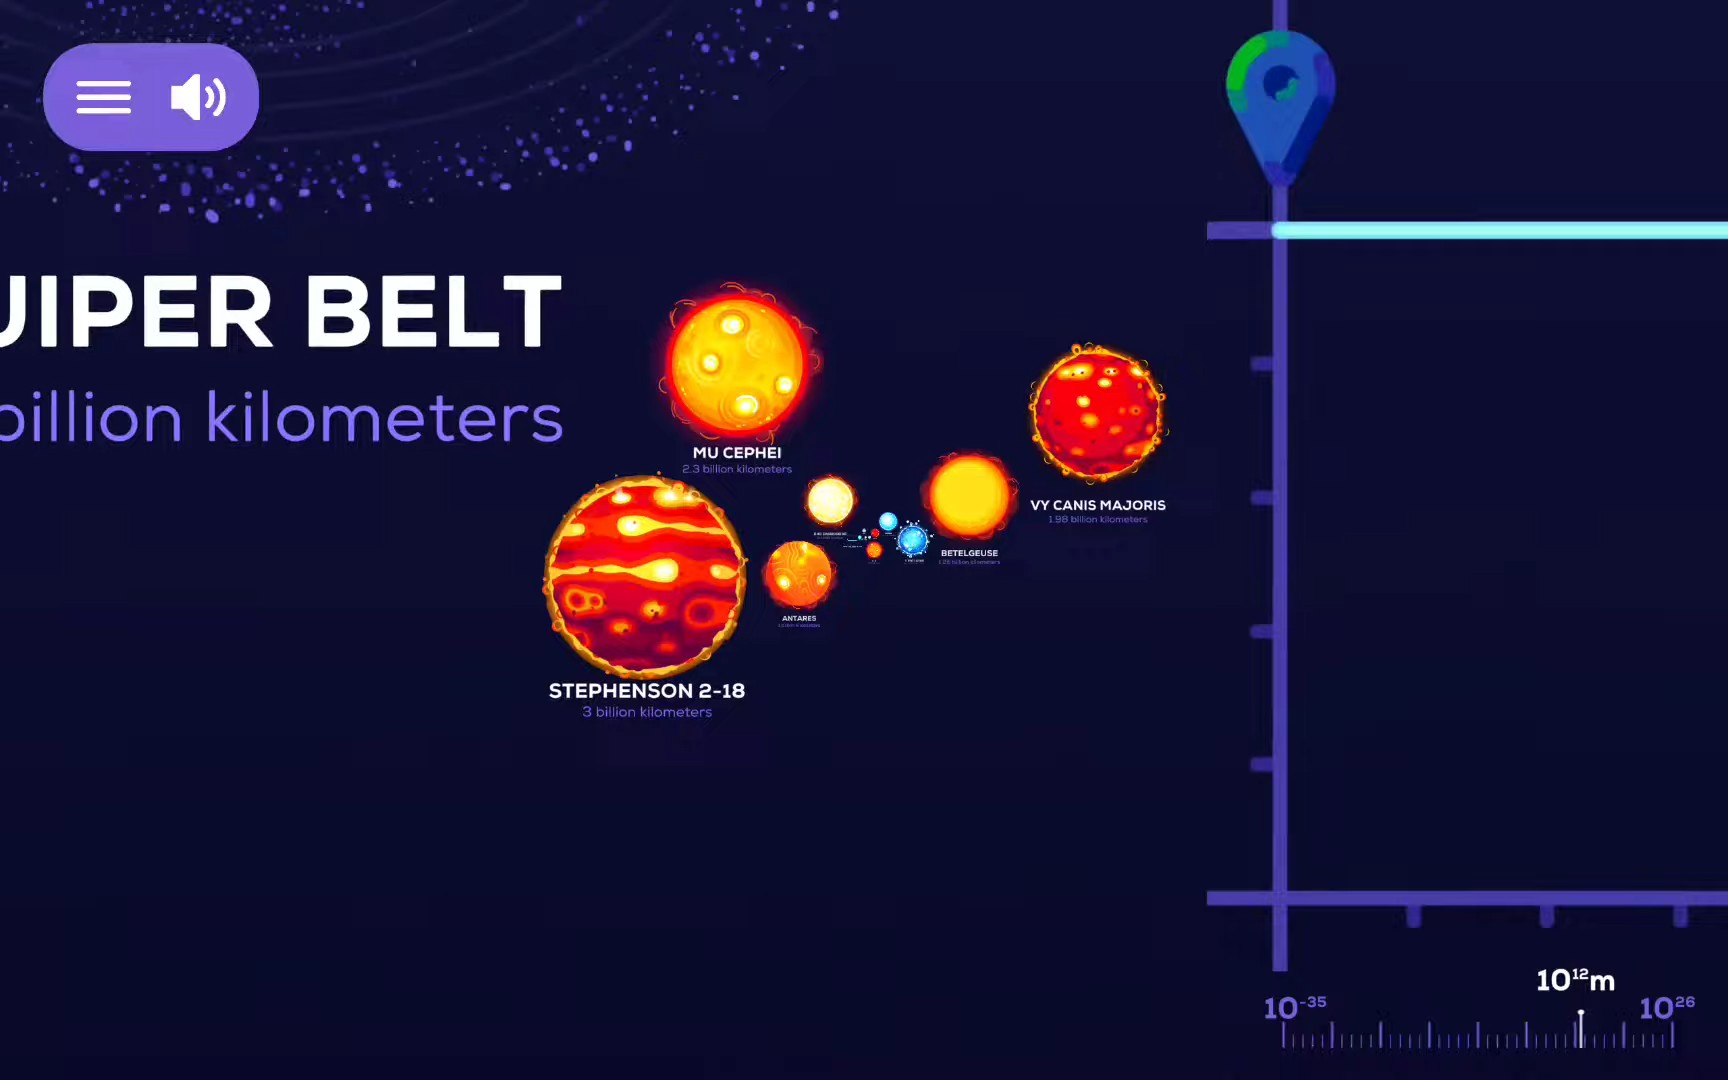 UIPER BELT
billion kilometers
MU CEPHEI
2.3 billion kilometers
VY CANIS MAJORIS
1.98 billion kilometers
BETELGEUSE
ANTARES
STEPHENSON 2-18
3 billion kilometers
10¹²m
10⁻³⁵
10²⁶